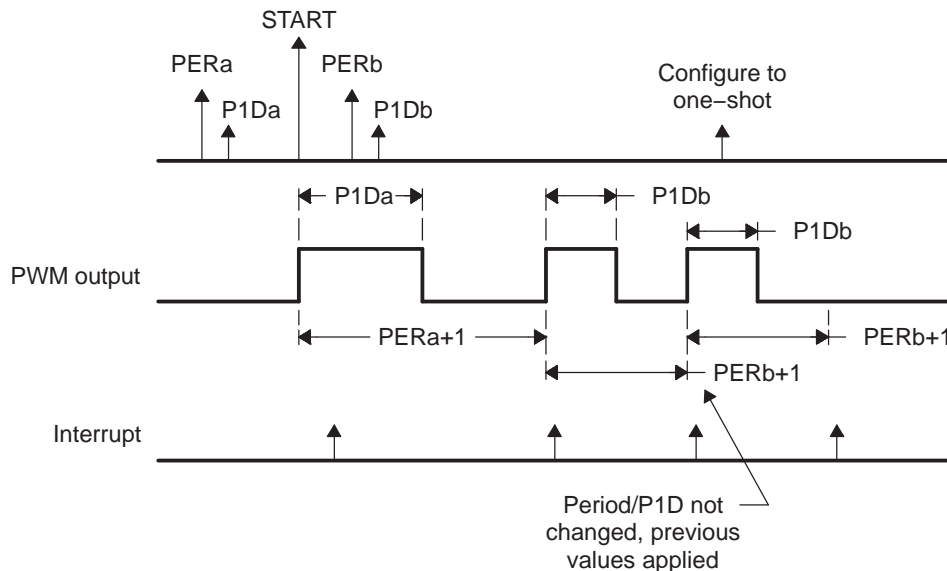 START
PERa
PERb
P1Da
P1Db
Configure to
one–shot
P1Da
P1Db
P1Db
PWM output
PERa+1
PERb+1
PERb+1
Interrupt
Period/P1D not
changed, previous
values applied